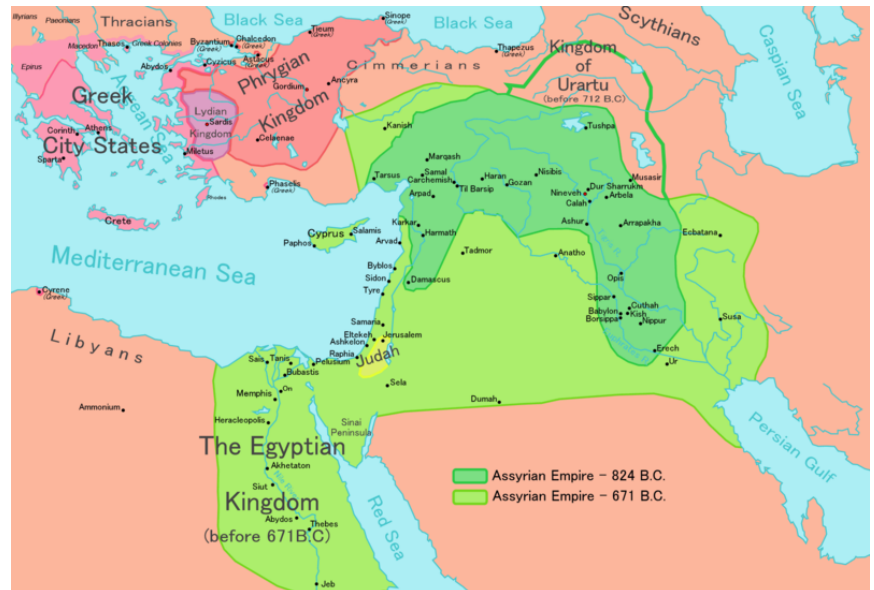 Illyrians
Paeonians
Thracians
Black Sea
Black Sea
Sinope
(Greek)
Scythians
Caspian Sea
Tieum
(Greek)
Byzantium
(Greek)
Chalcedon
(Greek)
Macedon
Thasos
Greek Colonies
Astacus
(Greek)
Thapezus
(Greek)
Kingdom
of
Urartu
(before 712 B.C)
Epirus
Abydos
Cyzicus
Phrygian
Kingdom
Cimmerians
Ancyra
Gordium
Greek
City States
Aegean Sea
Lydian
Kingdom
Sardis
Celaenae
Miletus
Corinth
Athens
Sparta
Kanish
Tushpa
Marqash
Tarsus
Samal
Carchemish
Til Barsip
Arpad
Haran
Gozan
Nisibis
Nineveh
Dur Sharrukm
Calah
Arbela
Musasir
Phaselis
(Greek)
Rhodes
Crete
Karkar
Harmath
Ashur
Arrapakha
Ecbatana
Cyprus
Salamis
Paphos
Arvad
Mediterranean Sea
Tadmor
Anatho
Byblos
Sidon
Damascus
Tyre
Opis
Cyrene
(Greek)
Sippar
Cuthah
Babylon
Kish
Borsippa
Nippur
Susa
Libyans
Samaria
Eltekeh
Jerusalem
Ashkelon
Raphia
Judah
Erech
Ur
Sais
Tanis
Pelusium
Bubastis
On
Memphis
Sela
Dumah
Ammonium
Heracleopolis
Sinai
Peninsula
The Egyptian
Kingdom
(before 671B.C)
Akhetaton
Siut
Abydos
Thebes
Jeb
Red Sea
Persian Gulf
Assyrian Empire - 824 B.C.
Assyrian Empire - 671 B.C.